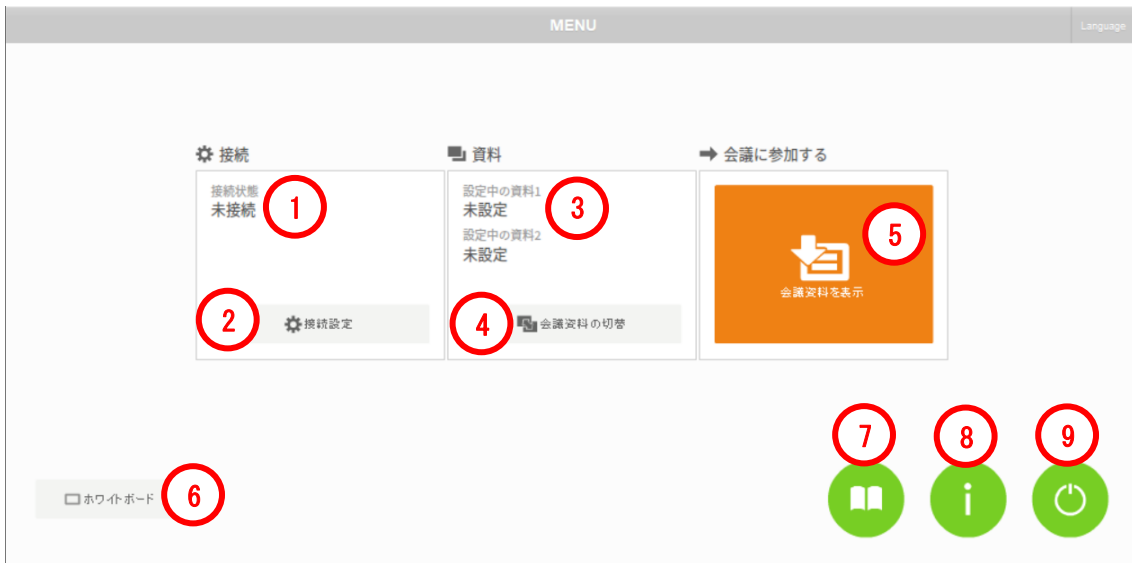 MENU
Language
接続
資料
会議に参加する
接続状態
未接続
1
設定中の資料1
未設定
3
設定中の資料2
未設定
5
会議資料を表示
2
接続設定
4
会議資料の切替
7
8
9
ホワイトボード
6
i